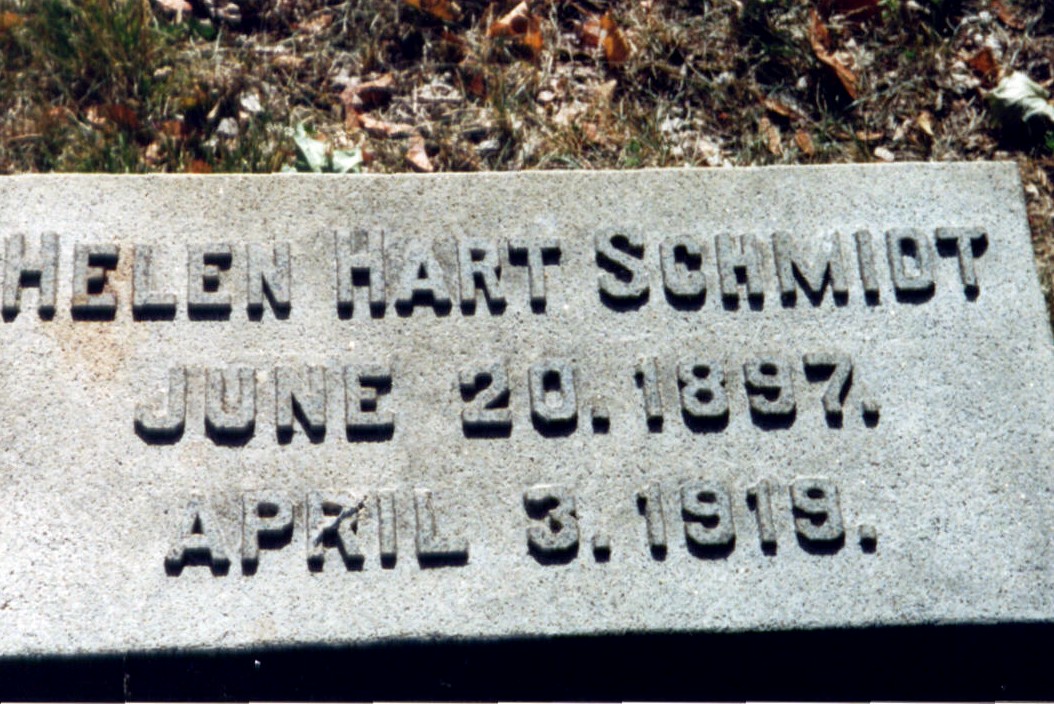 HELEN HART SCHMIDT
JUNE 20. 1897.
APRIL 3. 1919.